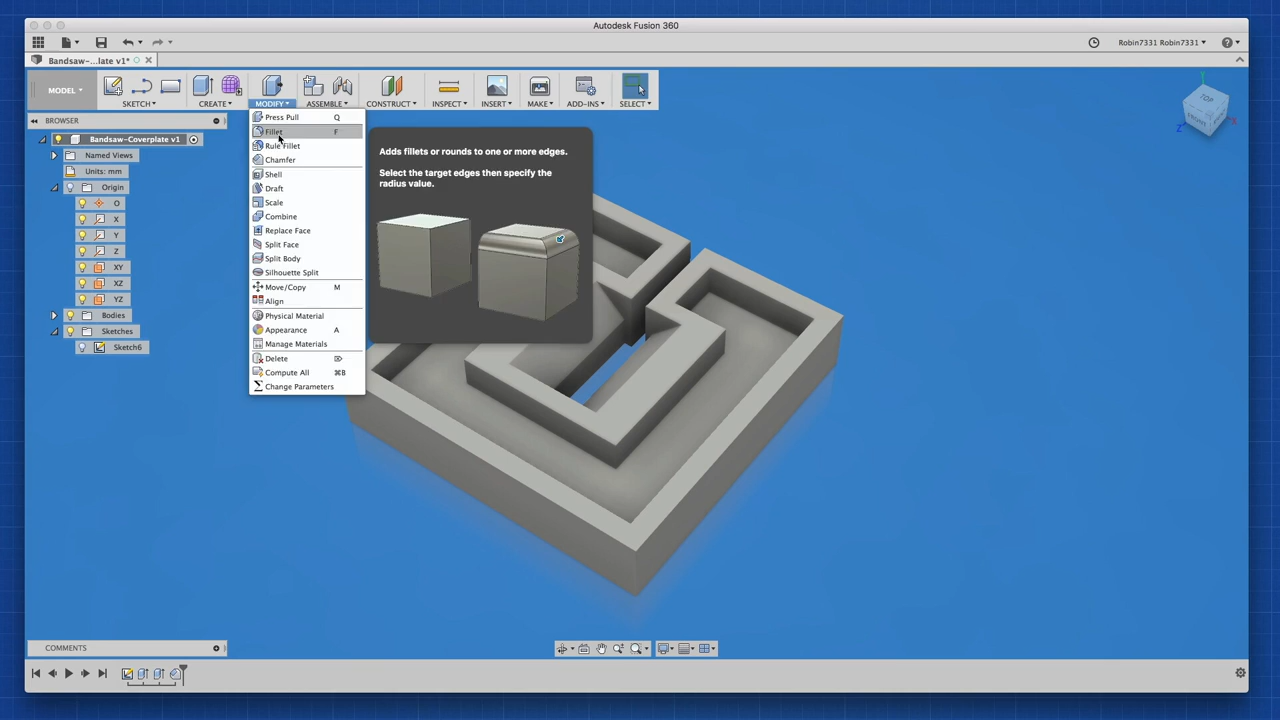 Autodesk Fusion 360
Robin7331 Robin7331
Bandsaw-...late v1*
MODEL
SKETCH
CREATE
MODIFY
ASSEMBLE
CONSTRUCT
INSPECT
INSERT
MAKE
ADD-INS
SELECT
BROWSER
Bandsaw-Coverplate v1
Named Views
Units: mm
Origin
O
X
Y
Z
XY
XZ
YZ
Bodies
Sketches
Sketch6
Press Pull Q
Fillet F
Rule Fillet
Chamfer
Shell
Draft
Scale
Combine
Replace Face
Split Face
Split Body
Silhouette Split
Move/Copy M
Align
Physical Material
Appearance A
Manage Materials
Delete
Compute All ⌘B
Change Parameters
Adds fillets or rounds to one or more edges.
Select the target edges then specify the
radius value.
TOP
FRONT
Y
Z
X
COMMENTS